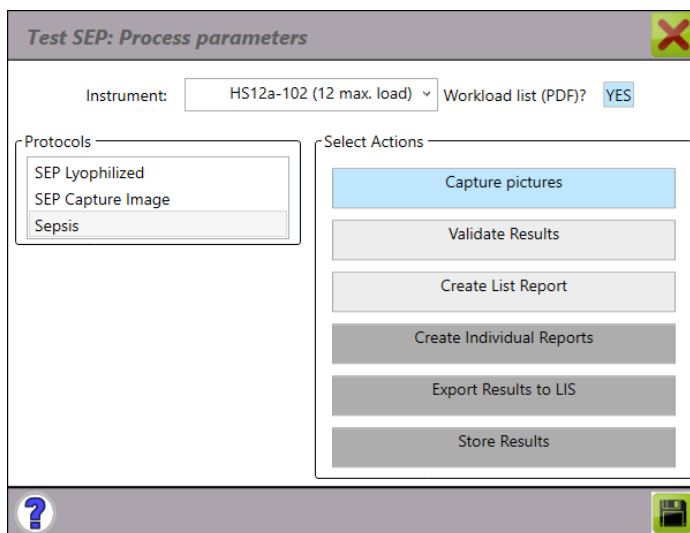 Test SEP: Process parameters
Instrument: HS12a-102 (12 max. load) Workload list (PDF)? YES
Protocols
SEP Lyophilized
SEP Capture Image
Sepsis
Select Actions
Capture pictures
Validate Results
Create List Report
Create Individual Reports
Export Results to LIS
Store Results
?